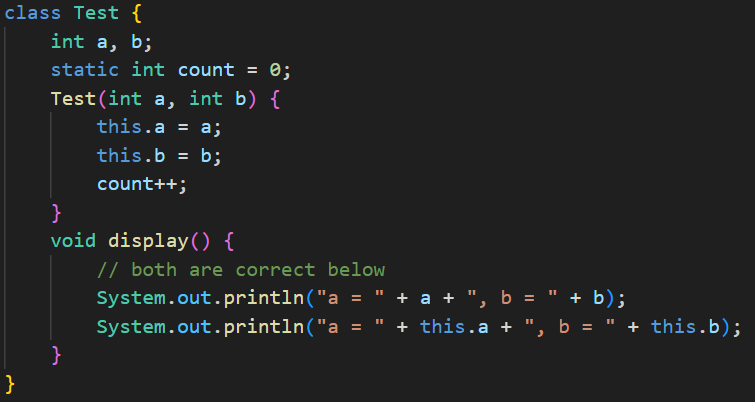 class Test {
    int a, b;
    static int count = 0;
    Test(int a, int b) {
        this.a = a;
        this.b = b;
        count++;
    }
    void display() {
        // both are correct below
        System.out.println("a = " + a + ", b = " + b);
        System.out.println("a = " + this.a + ", b = " + this.b);
    }
}